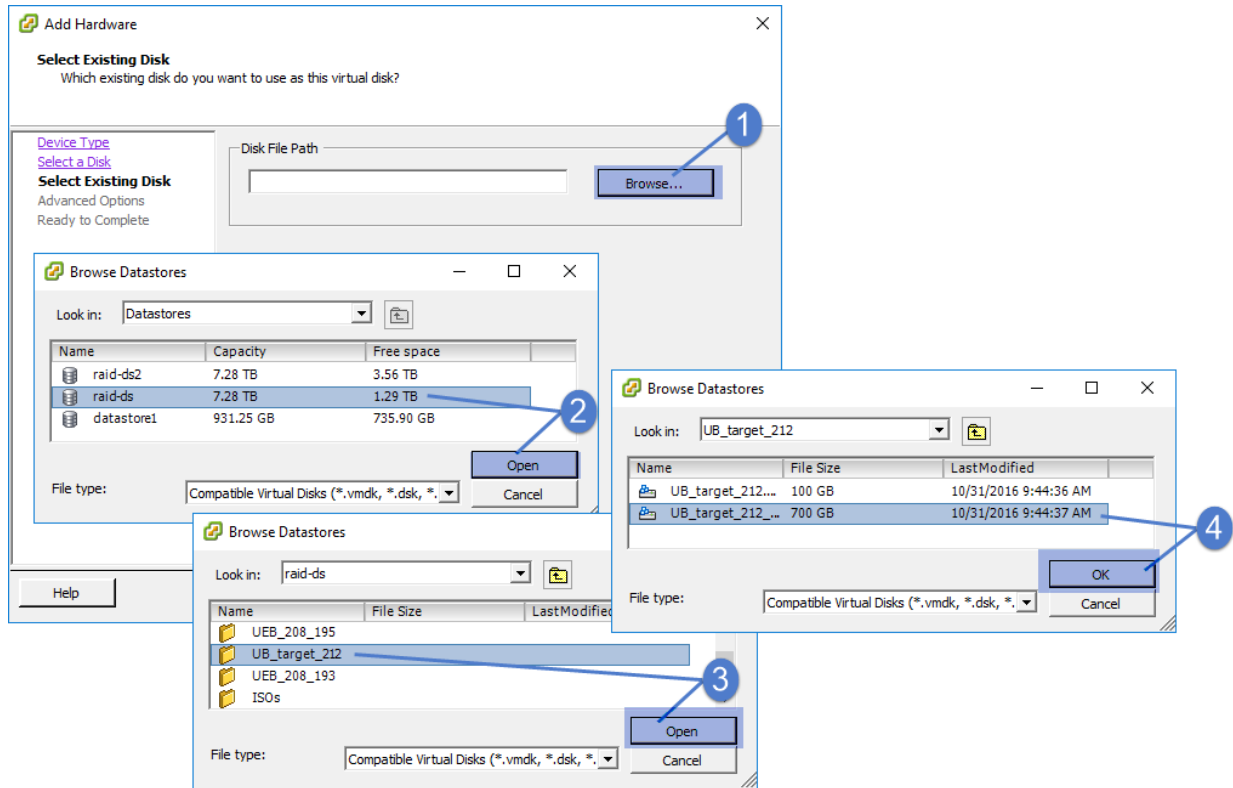 Add Hardware
Select Existing Disk
Which existing disk do you want to use as this virtual disk?
1
Device Type
Select a Disk
Select Existing Disk
Advanced Options
Ready to Complete
Disk File Path
Browse...
Browse Datastores
Look in: Datastores
Name Capacity Free space
raid-ds2 7.28 TB 3.56 TB
raid-ds 7.28 TB 1.29 TB
datastore1 931.25 GB 735.90 GB
2
Open
File type: Compatible Virtual Disks (*.vmdk, *.dsk, *. Cancel
Help
Browse Datastores
Look in: raid-ds
Name File Size LastModified
UEB_208_195
UB_target_212
UEB_208_193
ISOs
3
Open
File type: Compatible Virtual Disks (*.vmdk, *.dsk, *. Cancel
Browse Datastores
Look in: UB_target_212
Name File Size LastModified
UB_target_212.... 100 GB 10/31/2016 9:44:36 AM
UB_target_212_... 700 GB 10/31/2016 9:44:37 AM
4
OK
File type: Compatible Virtual Disks (*.vmdk, *.dsk, *. Cancel